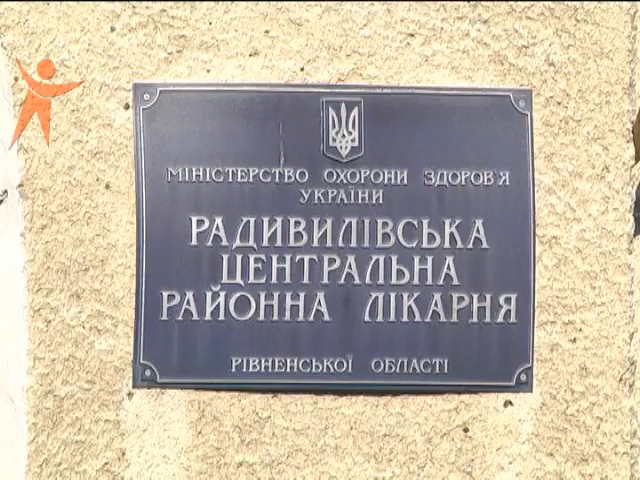 МІНІСТЕРСТВО ОХОРОНИ ЗДОРОВ'Я
УКРАЇНИ
РАДИВИЛІВСЬКА
ЦЕНТРАЛЬНА
РАЙОННА ЛІКАРНЯ
РІВНЕНСЬКОЇ ОБЛАСТІ